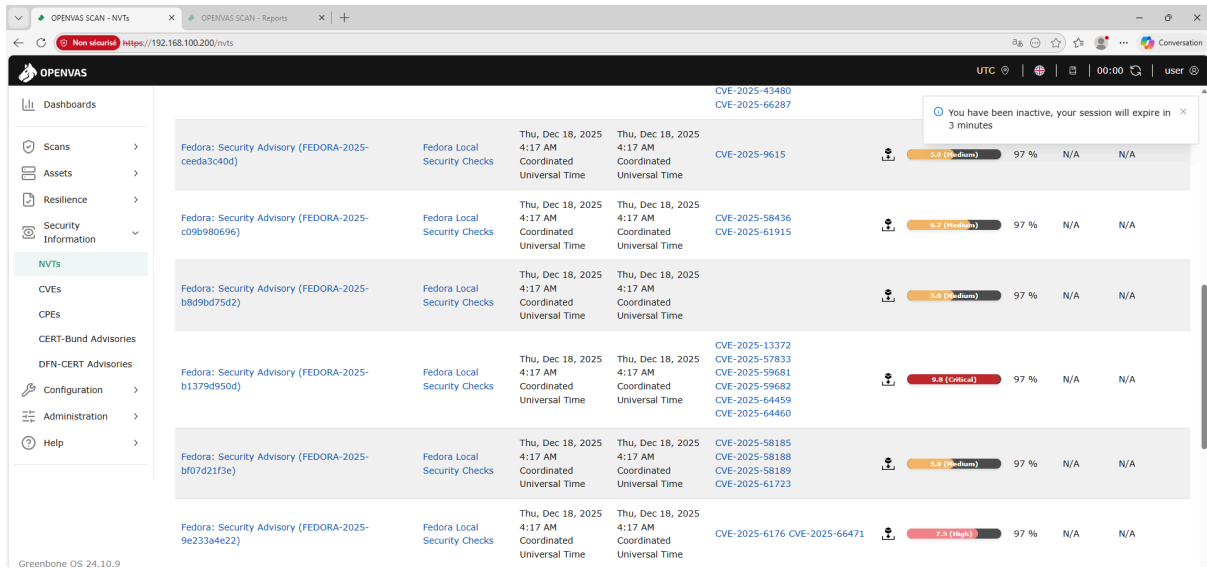 OPENVAS SCAN - NVTs
OPENVAS SCAN - Reports
Non sécurisé https://192.168.100.200/nvts
Conversation
OPENVAS
UTC
00:00
user
You have been inactive, your session will expire in
3 minutes
Dashboards
Scans
Assets
Resilience
Security
Information
NVTs
CVEs
CPEs
CERT-Bund Advisories
DFN-CERT Advisories
Configuration
Administration
Help
Greenbone OS 24.10.9
CVE-2025-43480
CVE-2025-66287
Fedora: Security Advisory (FEDORA-2025-
ceeda3c40d)
Fedora Local
Security Checks
Thu, Dec 18, 2025
4:17 AM
Coordinated
Universal Time
Thu, Dec 18, 2025
4:17 AM
Coordinated
Universal Time
CVE-2025-9615
5.0 (Medium)
97 %
N/A
N/A
Fedora: Security Advisory (FEDORA-2025-
c09b980696)
Fedora Local
Security Checks
Thu, Dec 18, 2025
4:17 AM
Coordinated
Universal Time
Thu, Dec 18, 2025
4:17 AM
Coordinated
Universal Time
CVE-2025-58436
CVE-2025-61915
6.7 (Medium)
97 %
N/A
N/A
Fedora: Security Advisory (FEDORA-2025-
b8d9bd75d2)
Fedora Local
Security Checks
Thu, Dec 18, 2025
4:17 AM
Coordinated
Universal Time
Thu, Dec 18, 2025
4:17 AM
Coordinated
Universal Time
5.0 (Medium)
97 %
N/A
N/A
Fedora: Security Advisory (FEDORA-2025-
b1379d950d)
Fedora Local
Security Checks
Thu, Dec 18, 2025
4:17 AM
Coordinated
Universal Time
Thu, Dec 18, 2025
4:17 AM
Coordinated
Universal Time
CVE-2025-13372
CVE-2025-57833
CVE-2025-59681
CVE-2025-59682
CVE-2025-64459
CVE-2025-64460
9.8 (Critical)
97 %
N/A
N/A
Fedora: Security Advisory (FEDORA-2025-
bf07d21f3e)
Fedora Local
Security Checks
Thu, Dec 18, 2025
4:17 AM
Coordinated
Universal Time
Thu, Dec 18, 2025
4:17 AM
Coordinated
Universal Time
CVE-2025-58185
CVE-2025-58188
CVE-2025-58189
CVE-2025-61723
5.0 (Medium)
97 %
N/A
N/A
Fedora: Security Advisory (FEDORA-2025-
9e233a4e22)
Fedora Local
Security Checks
Thu, Dec 18, 2025
4:17 AM
Coordinated
Universal Time
Thu, Dec 18, 2025
4:17 AM
Coordinated
Universal Time
CVE-2025-6176 CVE-2025-66471
7.5 (High)
97 %
N/A
N/A